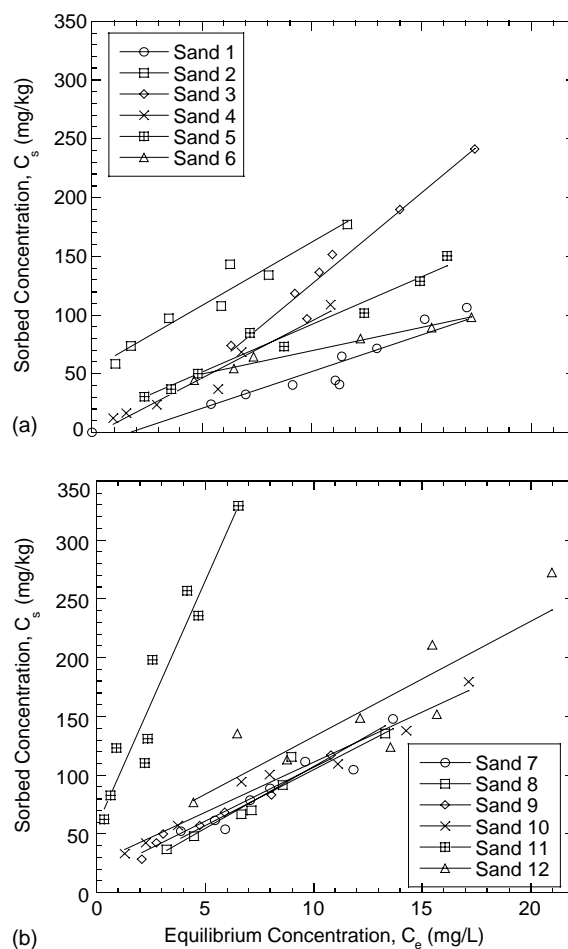 350
300
250
200
150
100
50
0
Sorbed Concentration, C_s (mg/kg)
Sand 1
Sand 2
Sand 3
Sand 4
Sand 5
Sand 6
(a)
350
300
250
200
150
100
50
0
Sorbed Concentration, C_s (mg/kg)
Sand 7
Sand 8
Sand 9
Sand 10
Sand 11
Sand 12
0 5 10 15 20
(b) Equilibrium Concentration, C_e (mg/L)